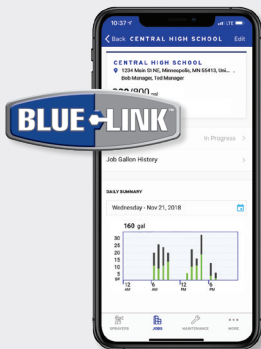 10:37
LTE
Back CENTRAL HIGH SCHOOL Edit
CENTRAL HIGH SCHOOL
1234 Main St NE, Minneapolis, MN 55413, Uni...
Bob Manager, Ted Manager
BLUE LINK
In Progress
Job Gallon History
DAILY SUMMARY
Wednesday - Nov 21, 2018
160 gal
30
25
20
15
10
5
12 6 12 6
AM AM PM PM
SPRAYERS JOBS MAINTENANCE MORE